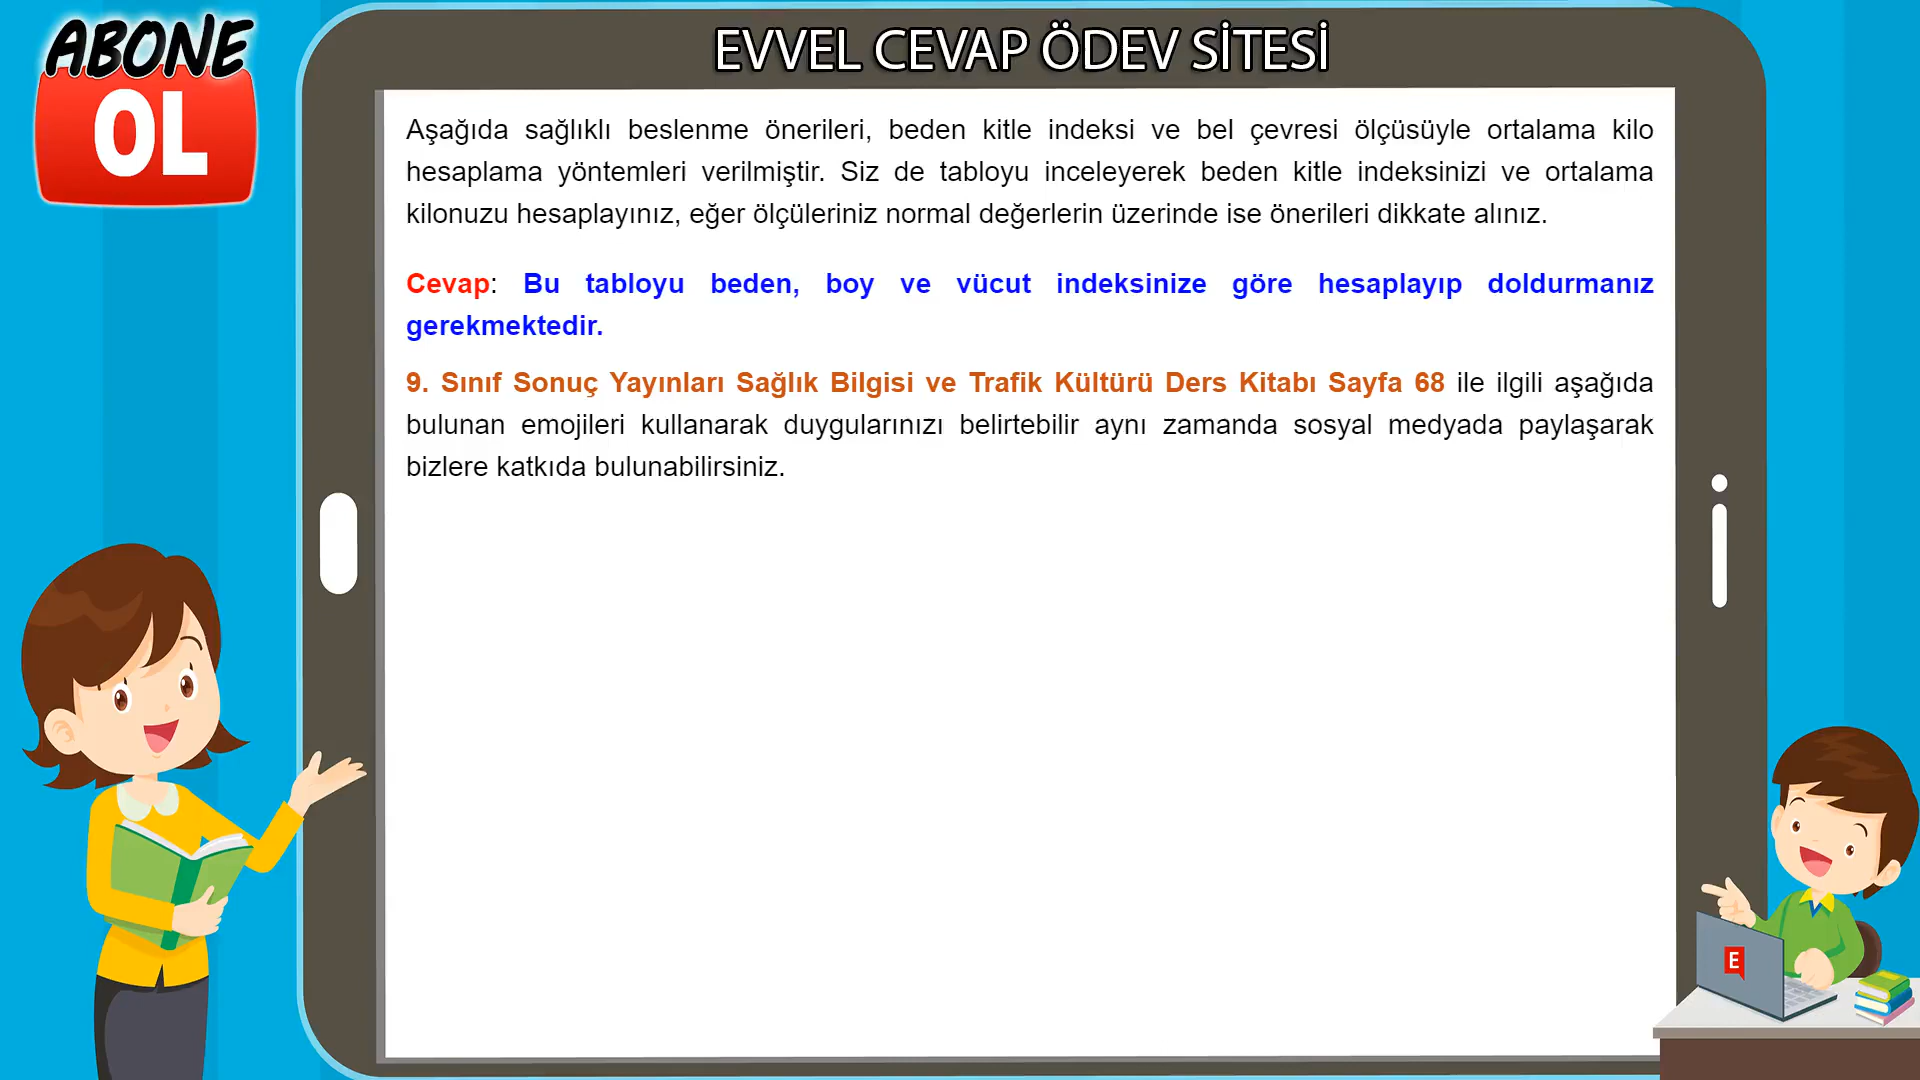 ABONE
OL
EVVEL CEVAP ÖDEV SİTESİ
Aşağıda sağlıklı beslenme önerileri, beden kitle indeksi ve bel çevresi ölçüsüyle ortalama kilo
hesaplama yöntemleri verilmiştir. Siz de tabloyu inceleyerek beden kitle indeksinizi ve ortalama
kilonuzu hesaplayınız, eğer ölçüleriniz normal değerlerin üzerinde ise önerileri dikkate alınız.
Cevap: Bu tabloyu beden, boy ve vücut indeksinize göre hesaplayıp doldurmanız
gerekmektedir.
9. Sınıf Sonuç Yayınları Sağlık Bilgisi ve Trafik Kültürü Ders Kitabı Sayfa 68 ile ilgili aşağıda
bulunan emojileri kullanarak duygularınızı belirtebilir aynı zamanda sosyal medyada paylaşarak
bizlere katkıda bulunabilirsiniz.
E